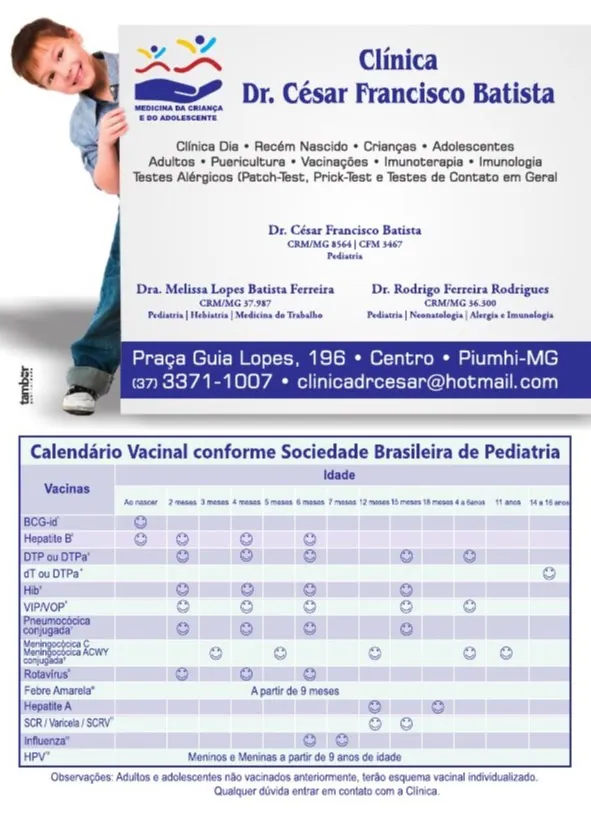 MEDICINA DA CRIANÇA
E DO ADOLESCENTE
Clínica
Dr. César Francisco Batista
Clínica Dia • Recém Nascido • Crianças • Adolescentes
Adultos • Puericultura • Vacinações • Imunoterapia • Imunologia
Testes Alérgicos (Patch-Test, Prick-Test e Testes de Contato em Geral
Dr. César Francisco Batista
CRM/MG 8564 | CFM 3467
Pediatria
Dra. Melissa Lopes Batista Ferreira
CRM/MG 37.987
Pediatria | Hebiatria | Medicina do Trabalho
Dr. Rodrigo Ferreira Rodrigues
CRM/MG 36.300
Pediatria | Neonatologia | Alergia e Imunologia
Praça Guia Lopes, 196 • Centro • Piumhi-MG
(37) 3371-1007 • clinicadrcesar@hotmail.com
tambor
Calendário Vacinal conforme Sociedade Brasileira de Pediatria
Vacinas
Idade
Ao nascer 2 meses 3 meses 4 meses 5 meses 6 meses 7 meses 12 meses 15 meses 18 meses 4 a 6anos 11 anos 14 a 16 anos
BCG-id
Hepatite B
DTP ou DTPa
dT ou DTPa
Hib
VIP/VOP
Pneumocócica
conjugada
Meningocócica C
Meningocócica ACWY
conjugada
Rotavírus
Febre Amarela A partir de 9 meses
Hepatite A
SCR / Varicela / SCRV
Influenza
HPV Meninos e Meninas a partir de 9 anos de idade
Observações: Adultos e adolescentes não vacinados anteriormente, terão esquema vacinal individualizado.
Qualquer dúvida entrar em contato com a Clínica.